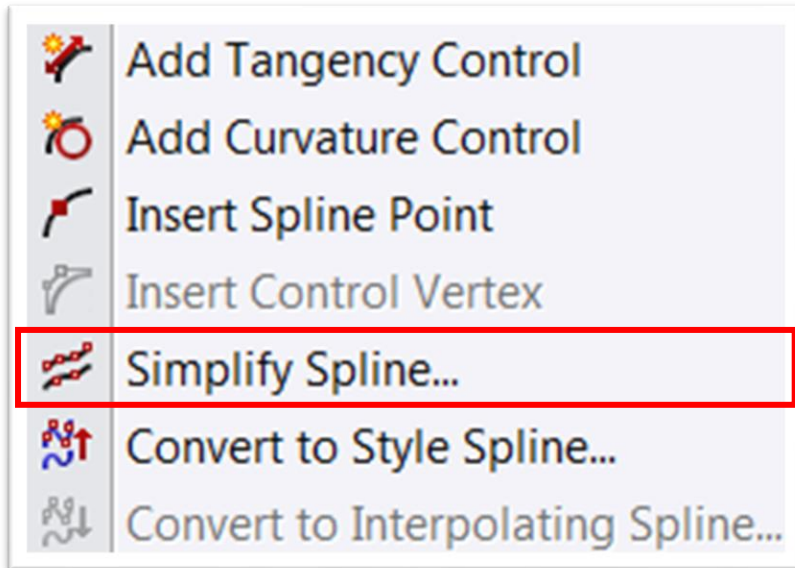 Add Tangency Control
Add Curvature Control
Insert Spline Point
Insert Control Vertex
Simplify Spline...
Convert to Style Spline...
Convert to Interpolating Spline...